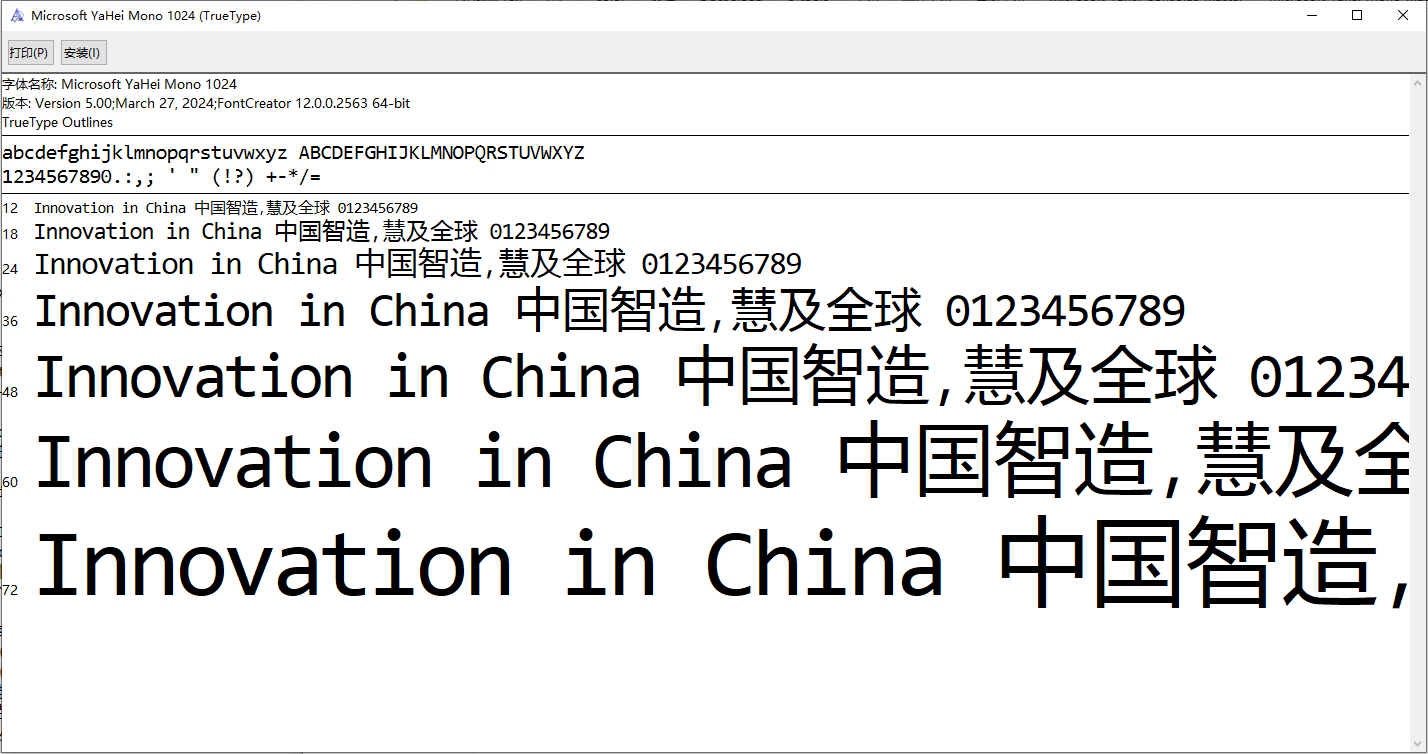 Microsoft YaHei Mono 1024 (TrueType)
打印(P) 安装(I)
字体名称: Microsoft YaHei Mono 1024
版本: Version 5.00;March 27, 2024;FontCreator 12.0.0.2563 64-bit
TrueType Outlines
abcdefghijklmnopqrstuvwxyz ABCDEFGHIJKLMNOPQRSTUVWXYZ
1234567890.:,; ' " (!?) +-*/=
12 Innovation in China 中国智造,慧及全球 0123456789
18 Innovation in China 中国智造,慧及全球 0123456789
24 Innovation in China 中国智造,慧及全球 0123456789
36 Innovation in China 中国智造,慧及全球 0123456789
48 Innovation in China 中国智造,慧及全球 01234
60 Innovation in China 中国智造,慧及全
72 Innovation in China 中国智造,